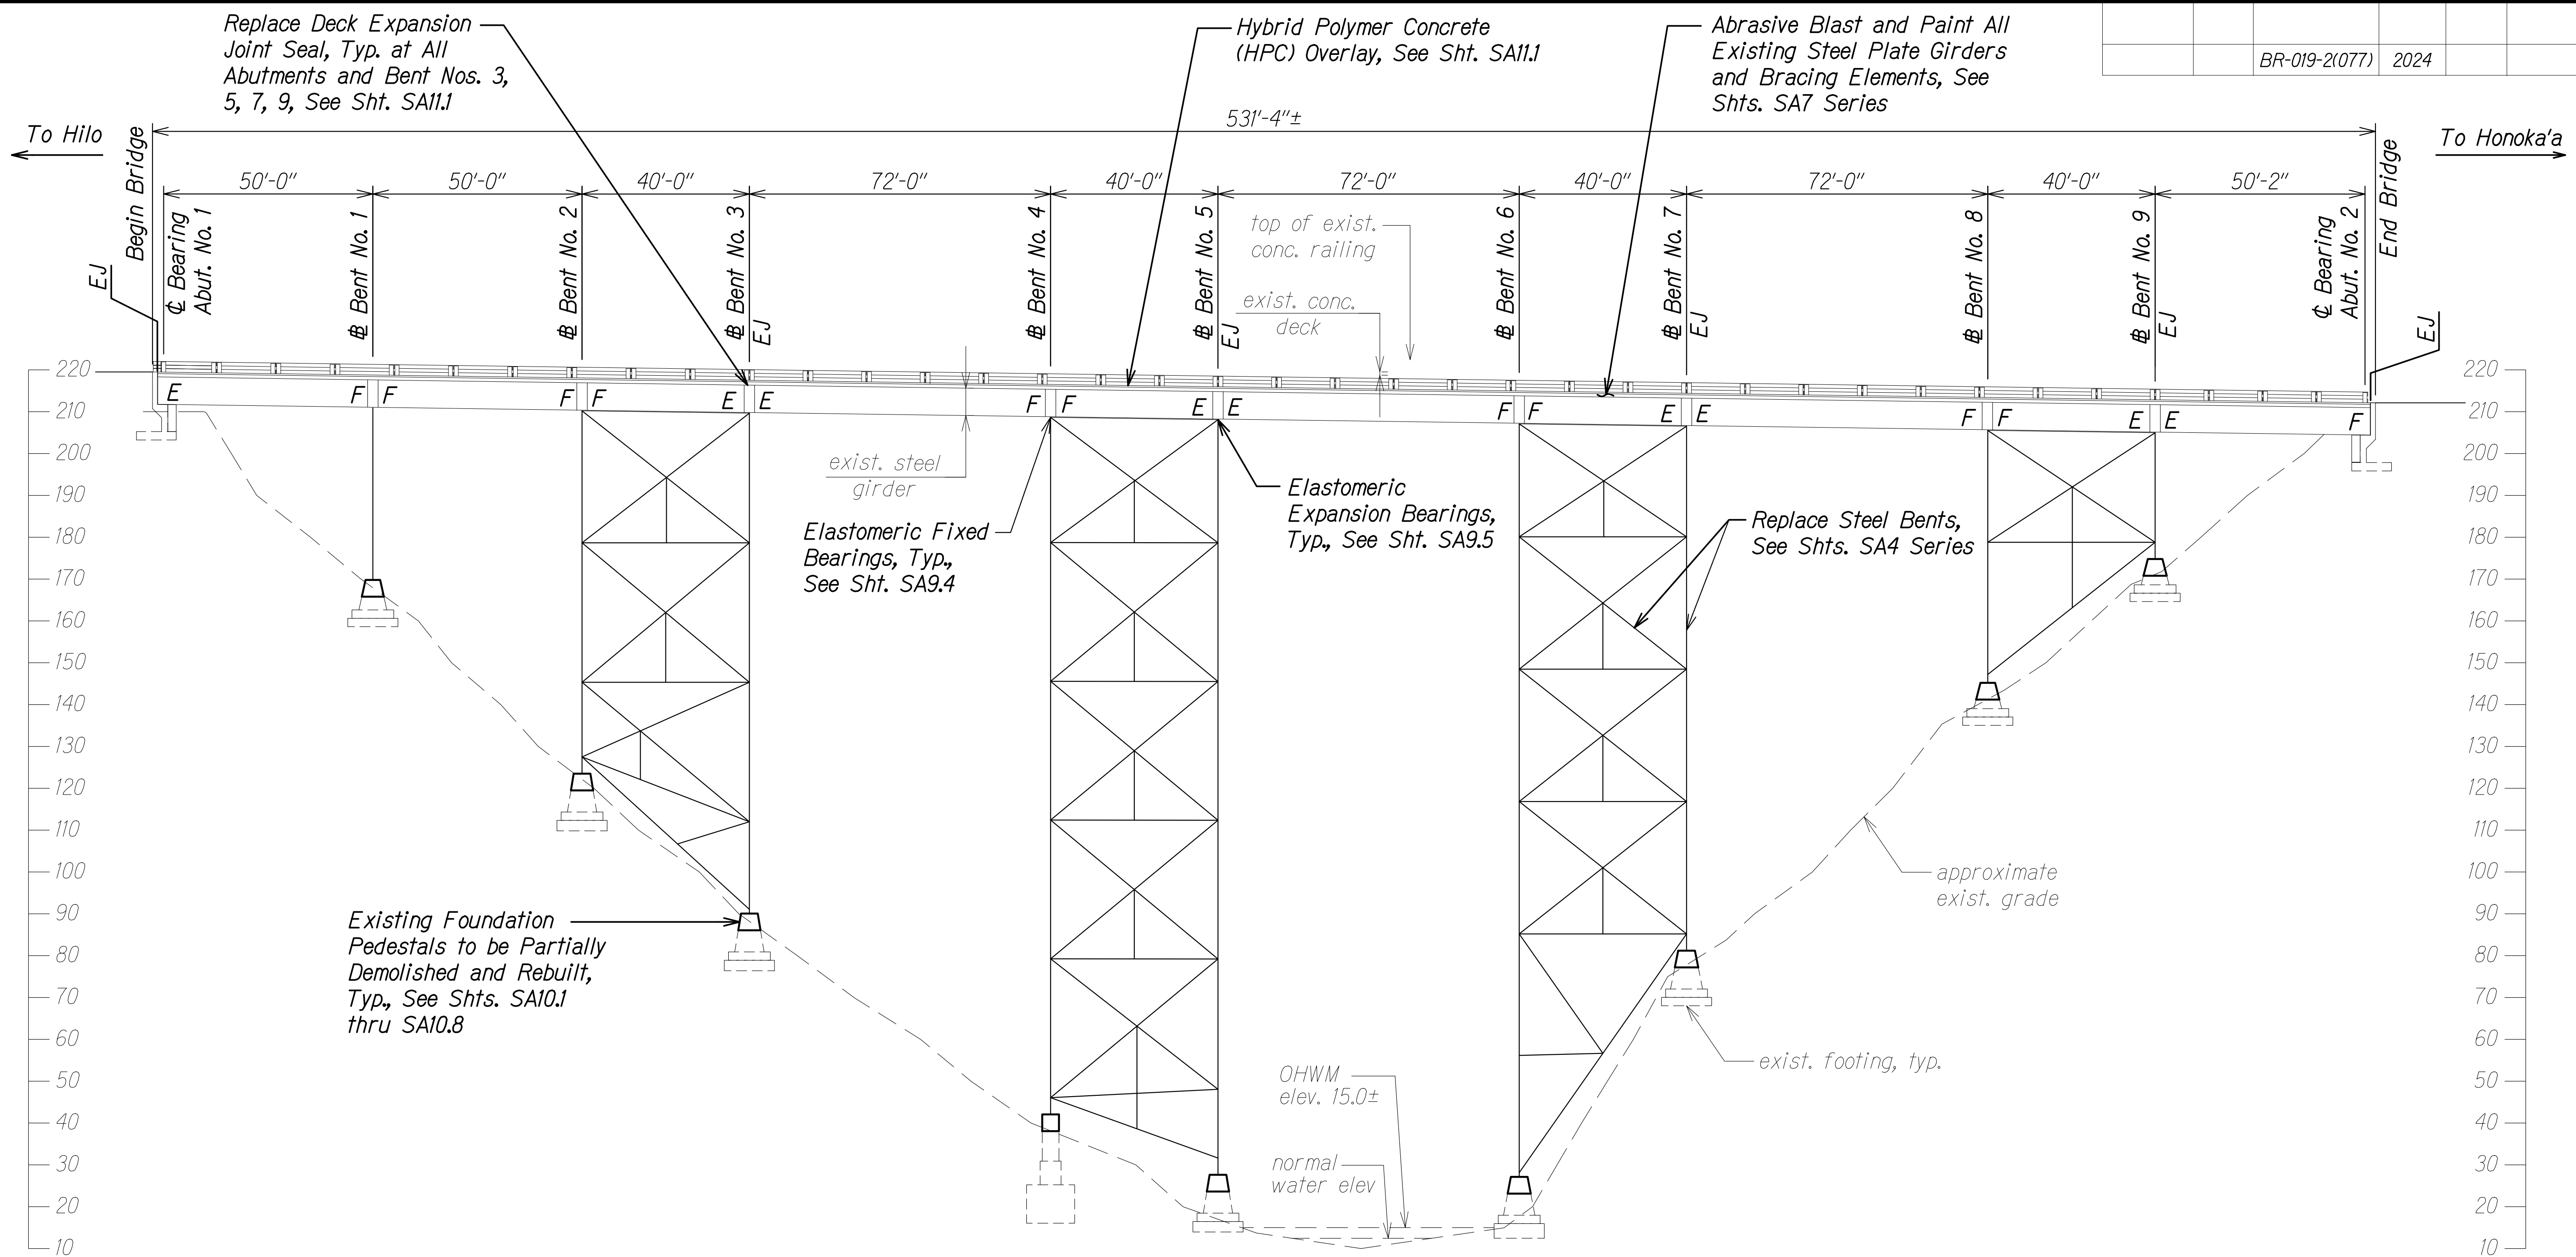 Replace Deck Expansion
Joint Seal, Typ. at All
Abutments and Bent Nos. 3,
5, 7, 9, See Sht. SA11.1
Hybrid Polymer Concrete
(HPC) Overlay, See Sht. SA11.1
Abrasive Blast and Paint All
Existing Steel Plate Girders
and Bracing Elements, See
Shts. SA7 Series
BR-019-2(077) 2024
To Hilo
531'-4"±
To Honoka'a
50'-0" 50'-0" 40'-0" 72'-0" 40'-0" 72'-0" 40'-0" 72'-0" 40'-0" 50'-2"
EJ
Begin Bridge
℄ Bearing
Abut. No. 1
Bent No. 1
Bent No. 2
Bent No. 3
EJ
Bent No. 4
Bent No. 5
EJ
top of exist.
conc. railing
exist. conc.
deck
Bent No. 6
Bent No. 7
EJ
Bent No. 8
Bent No. 9
EJ
℄ Bearing
Abut. No. 2
End Bridge
EJ
E F F F F E E F F E E F F E E F F E E F
exist. steel
girder
Elastomeric Fixed
Bearings, Typ.,
See Sht. SA9.4
Elastomeric
Expansion Bearings,
Typ., See Sht. SA9.5
Replace Steel Bents,
See Shts. SA4 Series
Existing Foundation
Pedestals to be Partially
Demolished and Rebuilt,
Typ., See Shts. SA10.1
thru SA10.8
approximate
exist. grade
exist. footing, typ.
OHWM
elev. 15.0±
normal
water elev
220
210
200
190
180
170
160
150
140
130
120
110
100
90
80
70
60
50
40
30
20
10
220
210
200
190
180
170
160
150
140
130
120
110
100
90
80
70
60
50
40
30
20
10